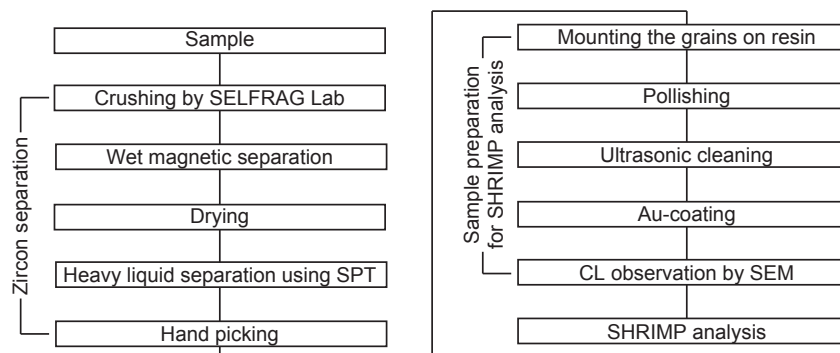 Sample
Zircon separation
Crushing by SELFRAG Lab
Wet magnetic separation
Drying
Heavy liquid separation using SPT
Hand picking
Sample preparation
for SHRIMP analysis
Mounting the grains on resin
Pollishing
Ultrasonic cleaning
Au-coating
CL observation by SEM
SHRIMP analysis